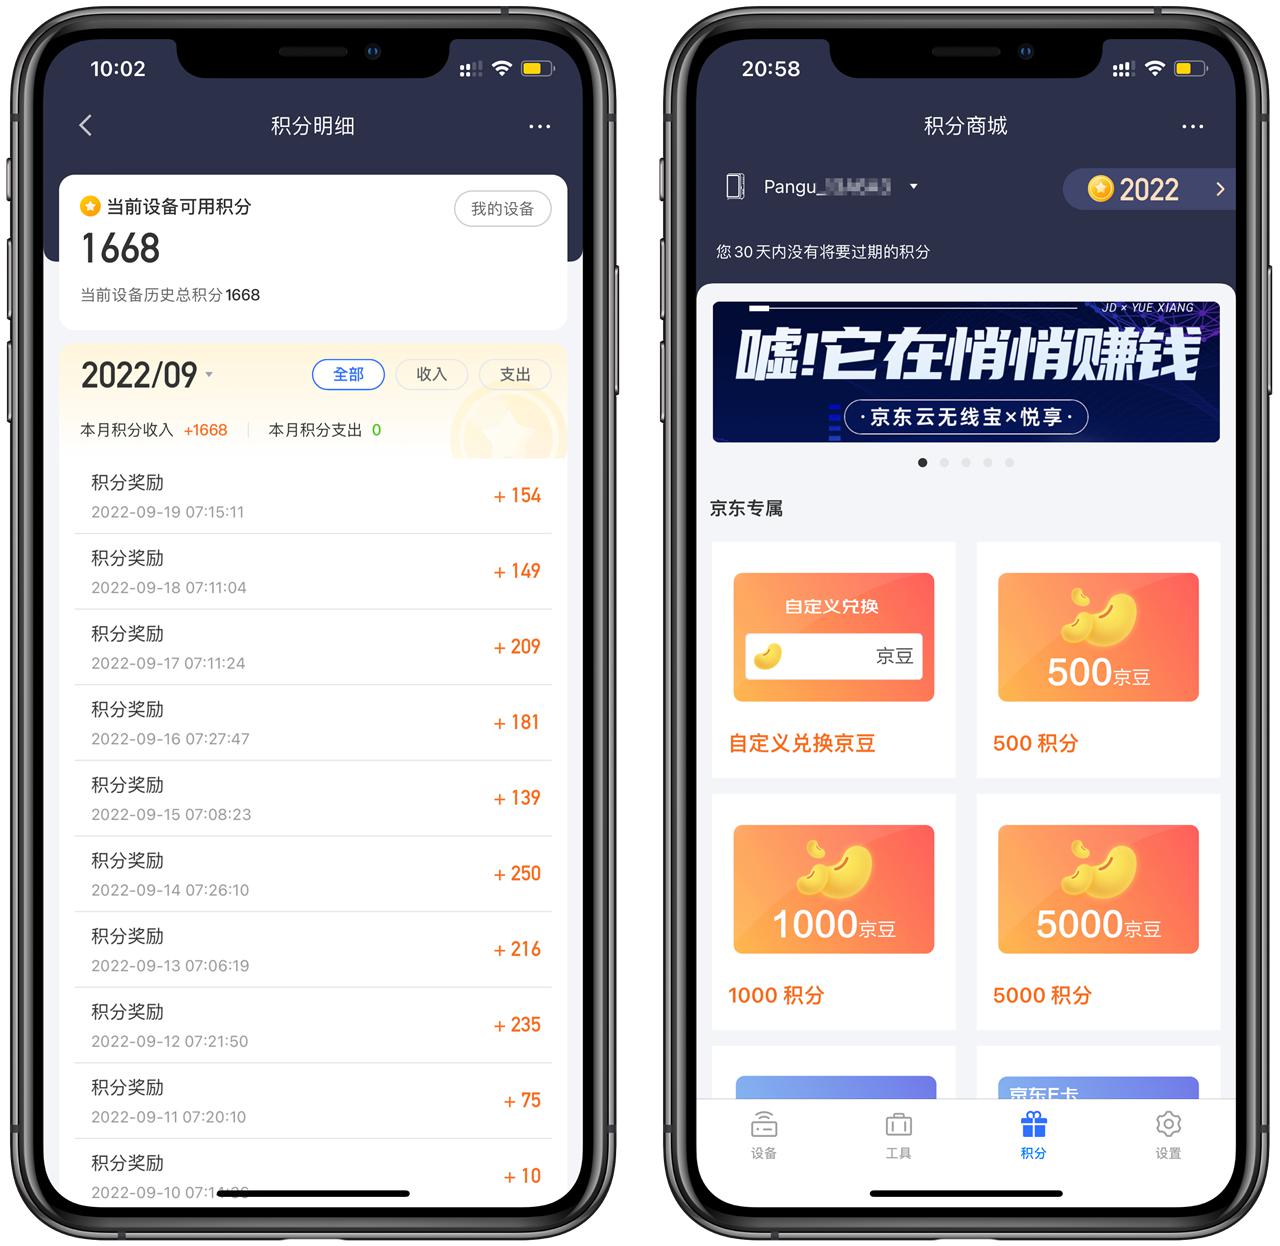 10:02
积分明细
当前设备可用积分
我的设备
1668
当前设备历史总积分1668
2022/09
全部
收入
支出
本月积分收入 +1668
本月积分支出 0
积分奖励
+ 154
2022-09-19 07:15:11
积分奖励
+ 149
2022-09-18 07:11:04
积分奖励
+ 209
2022-09-17 07:11:24
积分奖励
+ 181
2022-09-16 07:27:47
积分奖励
+ 139
2022-09-15 07:08:23
积分奖励
+ 250
2022-09-14 07:26:10
积分奖励
+ 216
2022-09-13 07:06:19
积分奖励
+ 235
2022-09-12 07:21:50
积分奖励
+ 75
2022-09-11 07:20:10
积分奖励
+ 10
2022-09-10
20:58
积分商城
Pangu_
2022
您30天内没有将要过期的积分
JD × YUE XIANG
嘘!它在悄悄赚钱
·京东云无线宝×悦享·
京东专属
自定义兑换
京豆
自定义兑换京豆
500京豆
500 积分
1000京豆
1000 积分
5000京豆
5000 积分
京东E卡
设备
工具
积分
设置